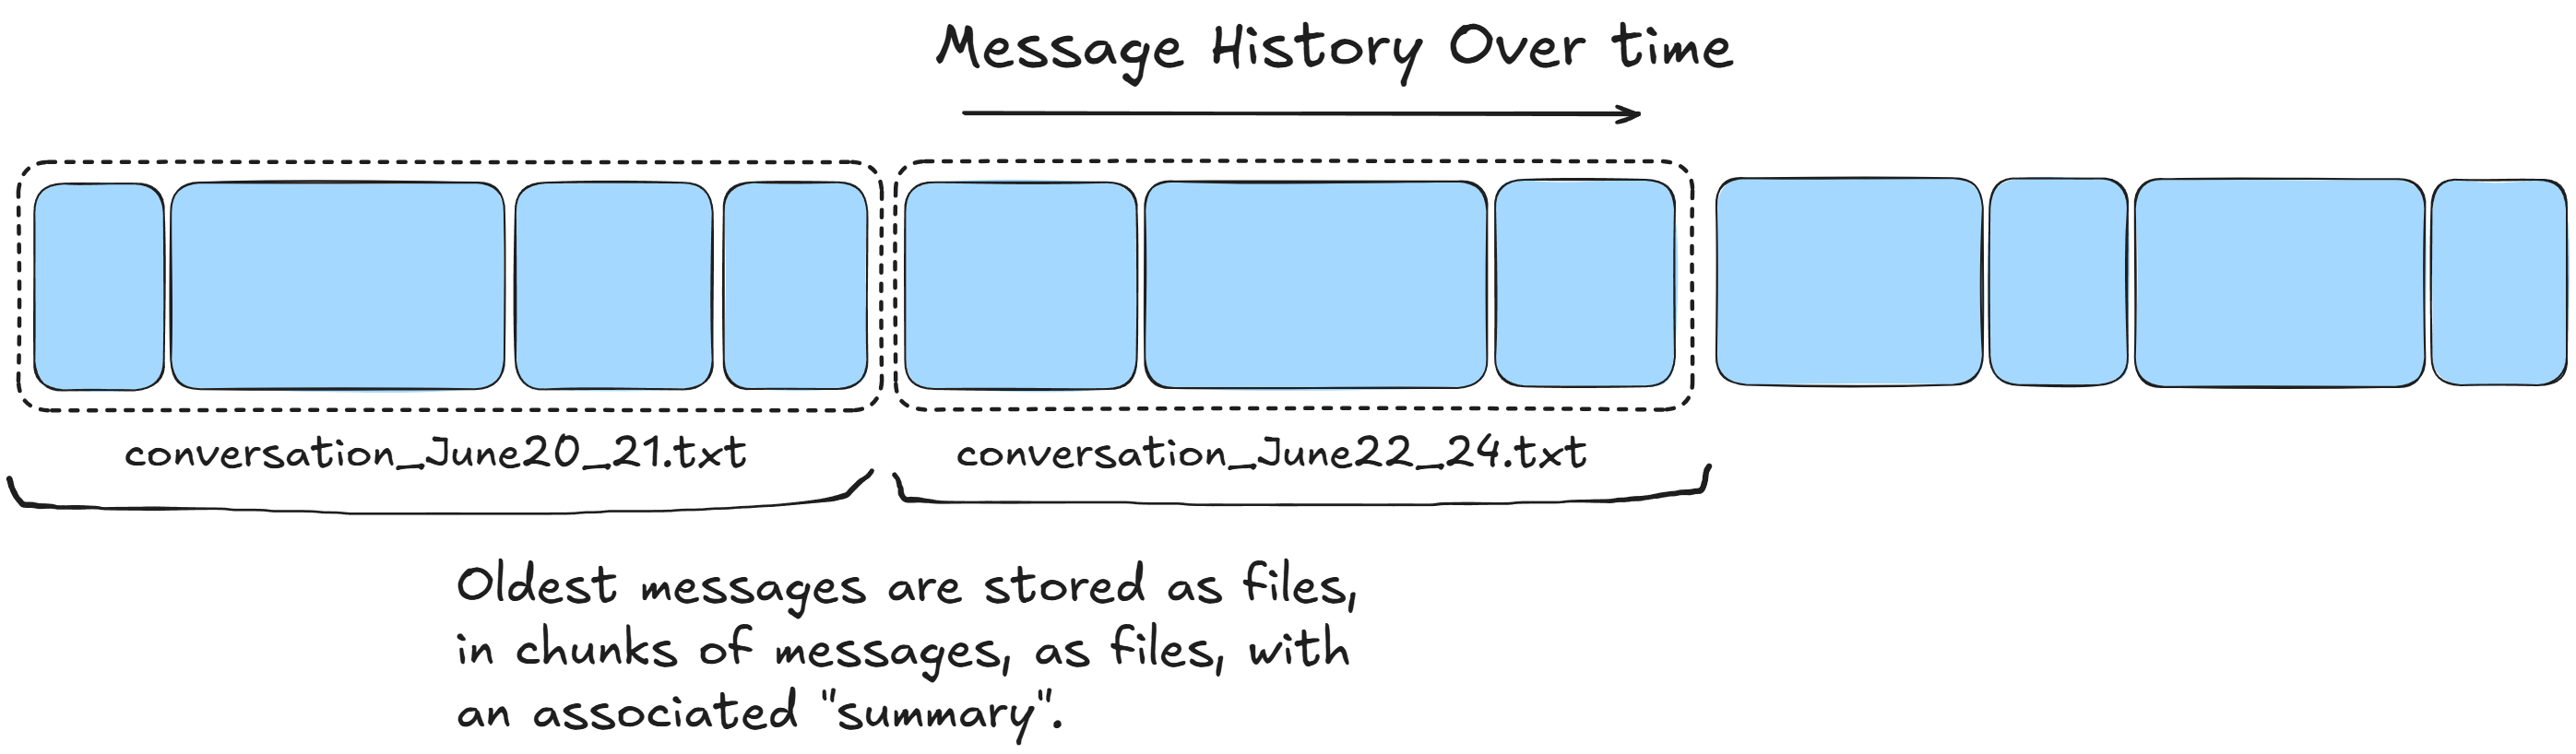 Message History Over time
conversation_June20_21.txt
conversation_June22_24.txt
Oldest messages are stored as files,
in chunks of messages, as files, with
an associated "summary".